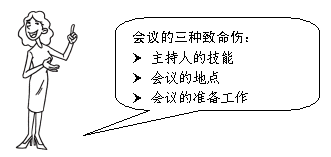 会议的三种致命伤：
➢ 主持人的技能
➢ 会议的地点
➢ 会议的准备工作